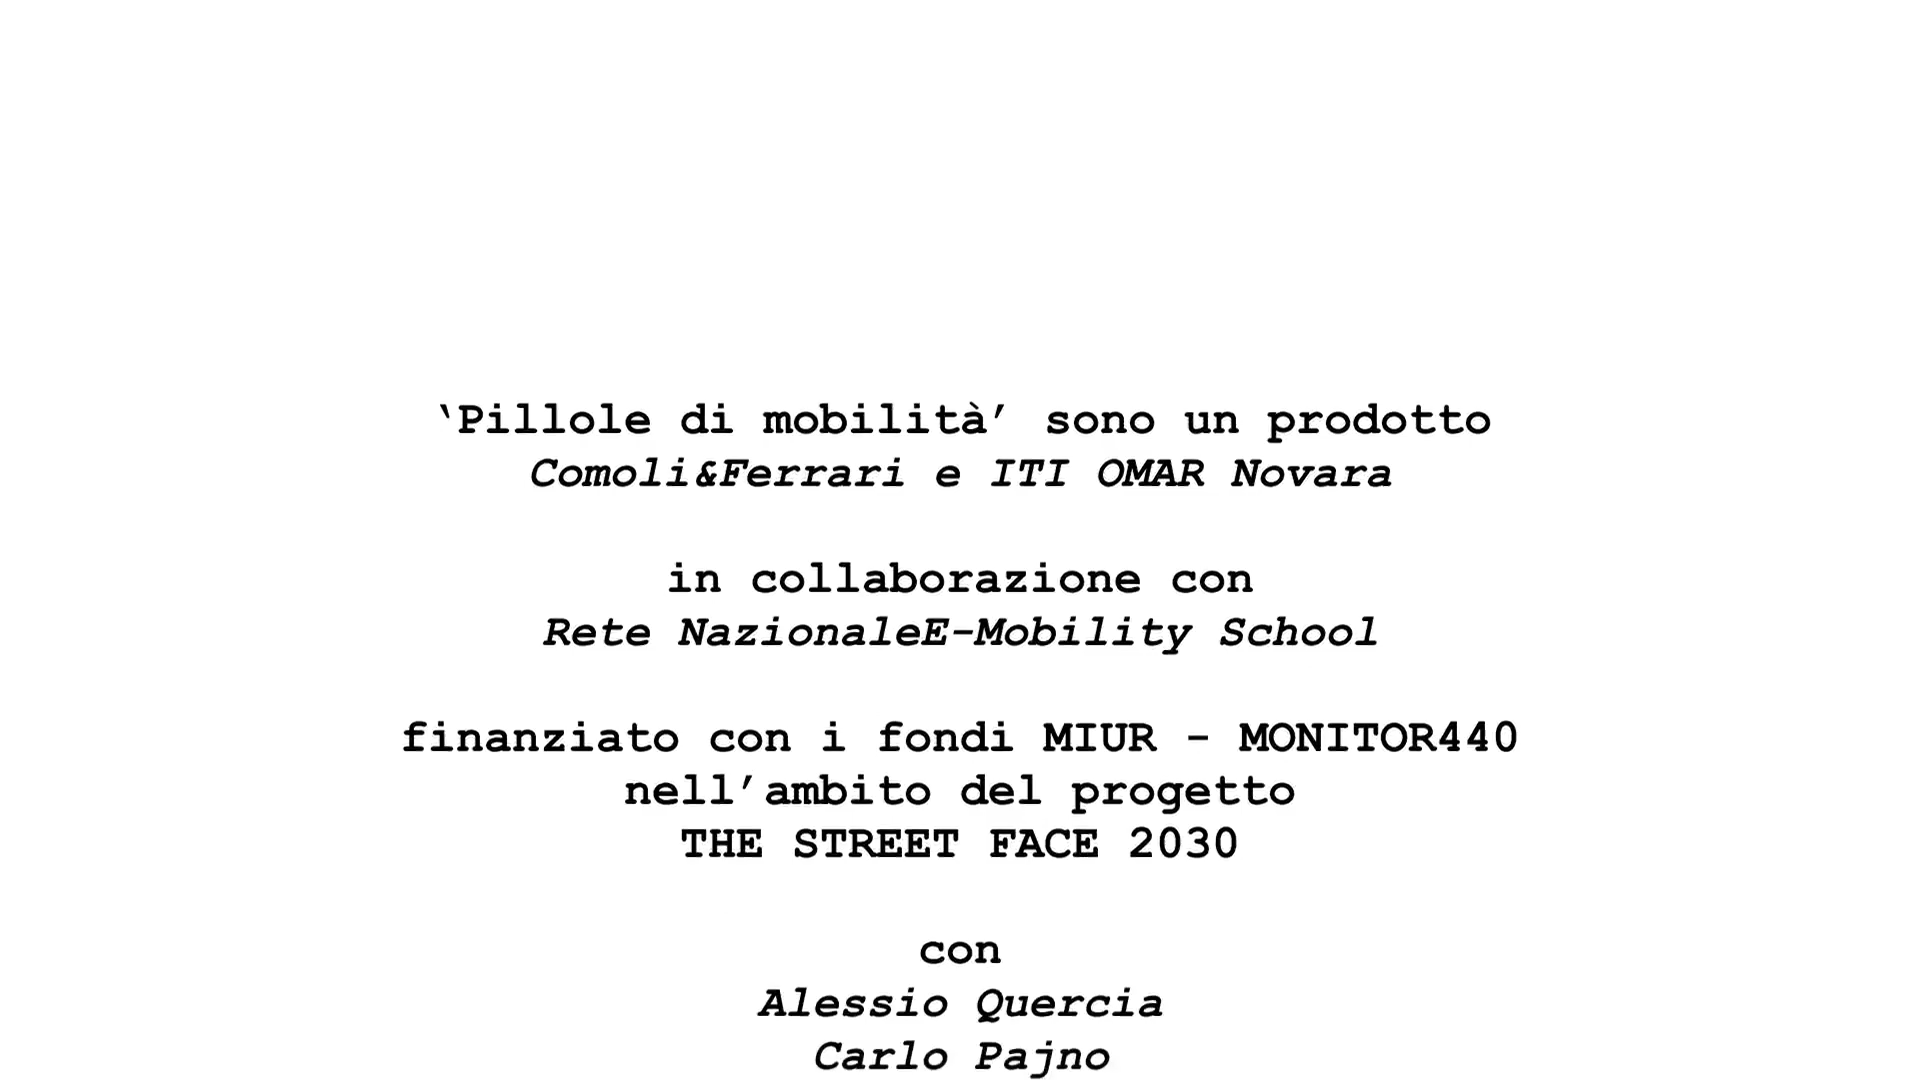 ‘Pillole di mobilità’ sono un prodotto
Comoli&Ferrari e ITI OMAR Novara
in collaborazione con
Rete NazionaleE-Mobility School
finanziato con i fondi MIUR - MONITOR440
nell’ambito del progetto
THE STREET FACE 2030
con
Alessio Quercia
Carlo Pajno